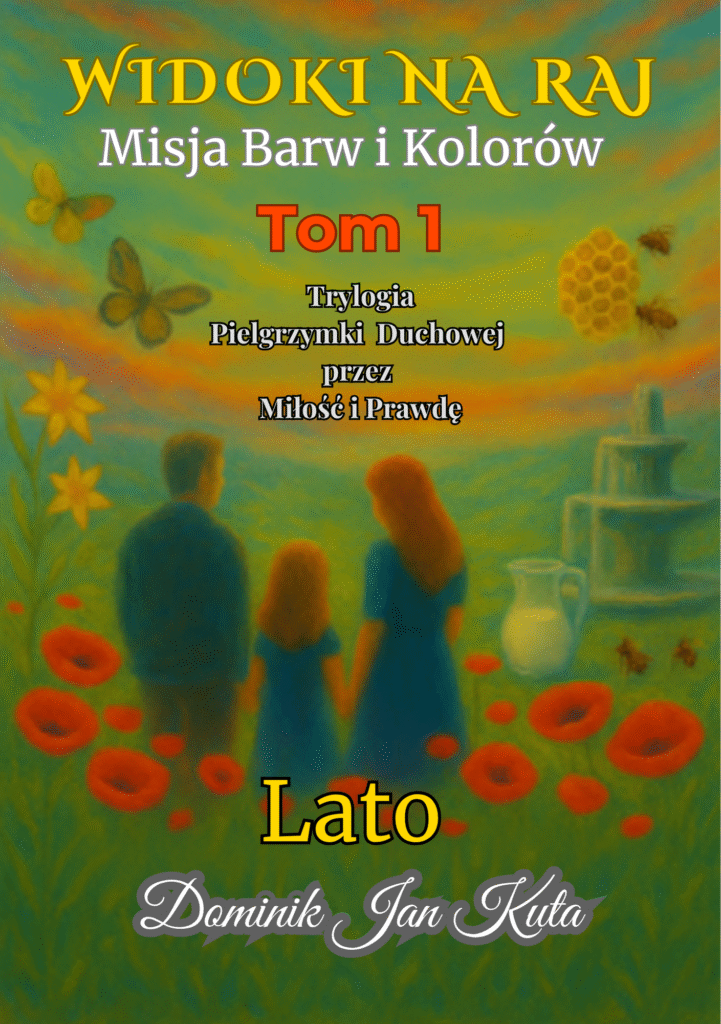 WIDOKI NA RAJ
Misja Barw i Kolorów
Tom 1
Trylogia
Pielgrzymki Duchowej
przez
Miłość i Prawdę
Lato
Dominik Jan Kuta